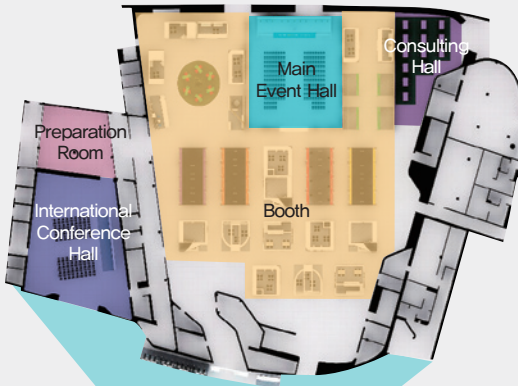 Main
Event Hall
Consulting
Hall
Preparation
Room
International
Conference
Hall
Booth